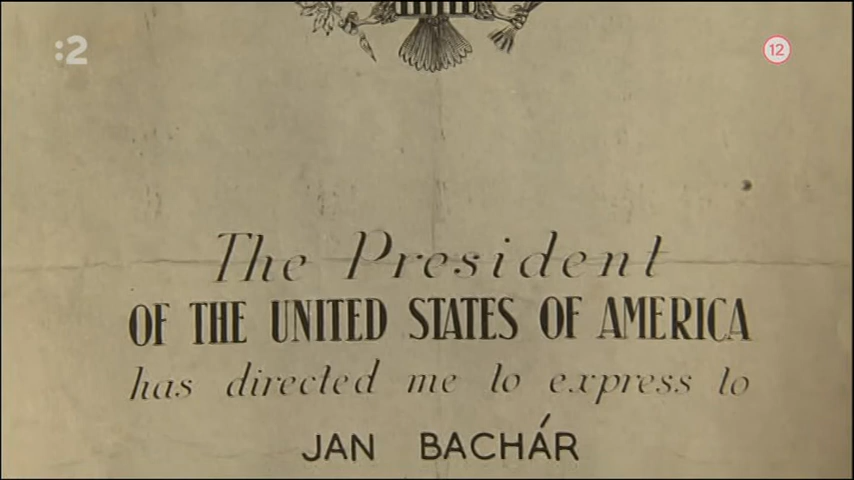 :2
12
The President
OF THE UNITED STATES OF AMERICA
has directed me to express to
JAN BACHÁR